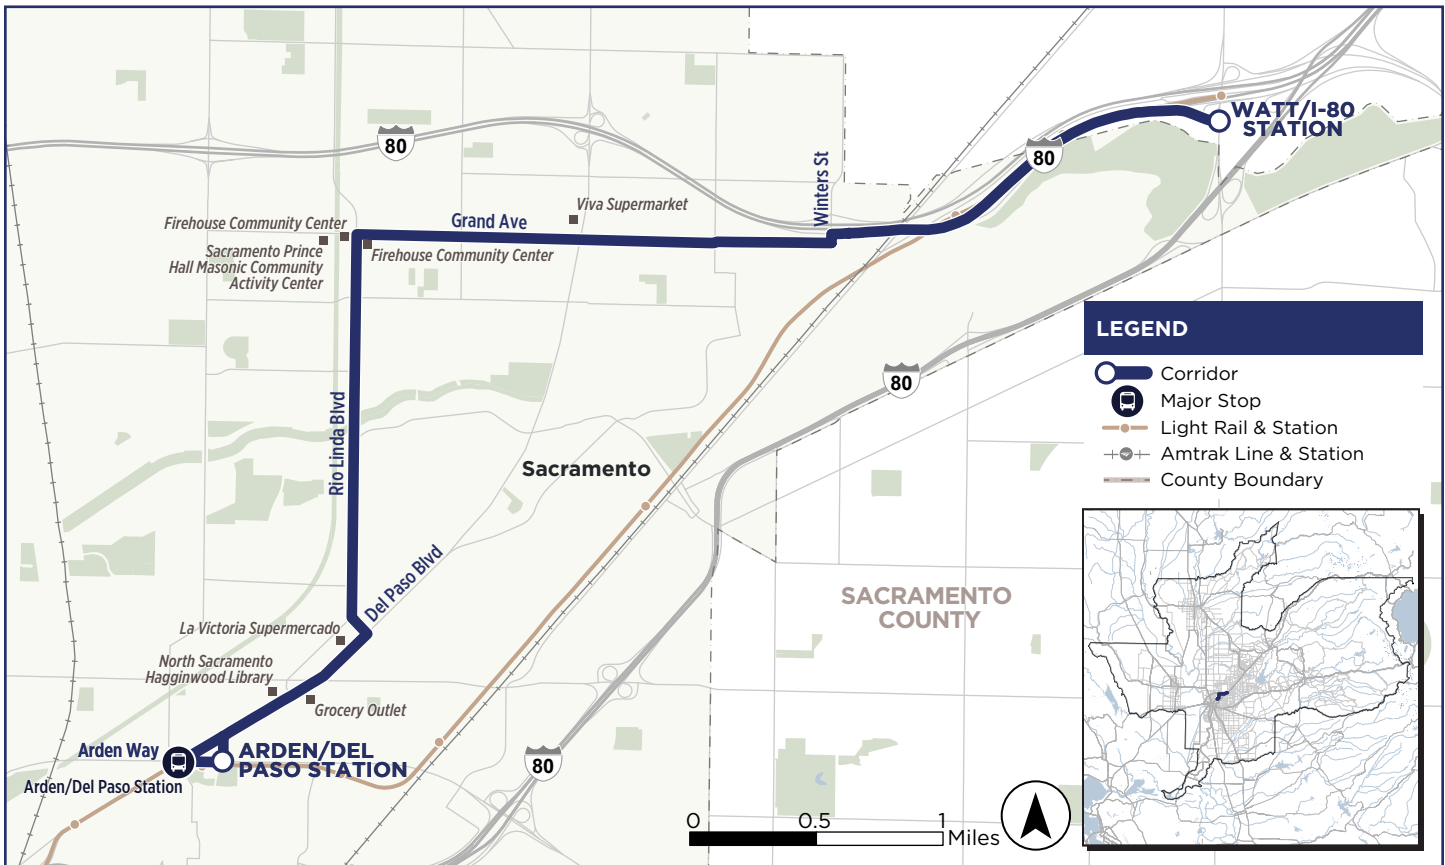 WATT/I-80
STATION
80
80
Winters St
Viva Supermarket
Grand Ave
Firehouse Community Center
Sacramento Prince
Hall Masonic Community
Activity Center
Firehouse Community Center
LEGEND
Corridor
Major Stop
Light Rail & Station
Amtrak Line & Station
County Boundary
80
Rio Linda Blvd
Sacramento
Del Paso Blvd
SACRAMENTO
COUNTY
La Victoria Supermercado
North Sacramento
Hagginwood Library
Grocery Outlet
Arden Way
ARDEN/DEL
PASO STATION
Arden/Del Paso Station
80
0 0.5 1
Miles